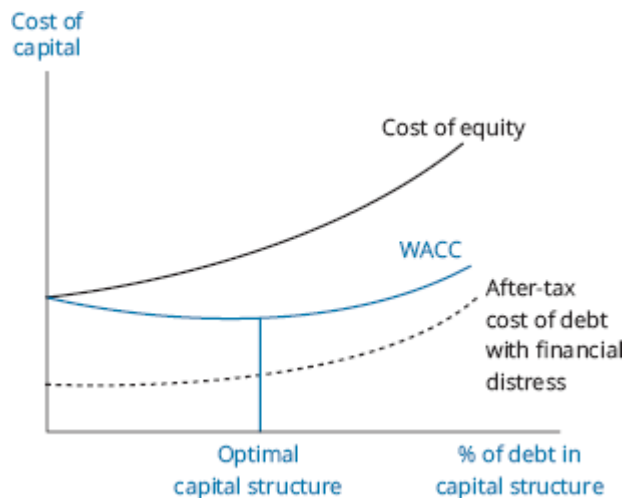 Cost of
capital
Cost of equity
WACC
After-tax
cost of debt
with financial
distress
Optimal
capital structure
% of debt in
capital structure